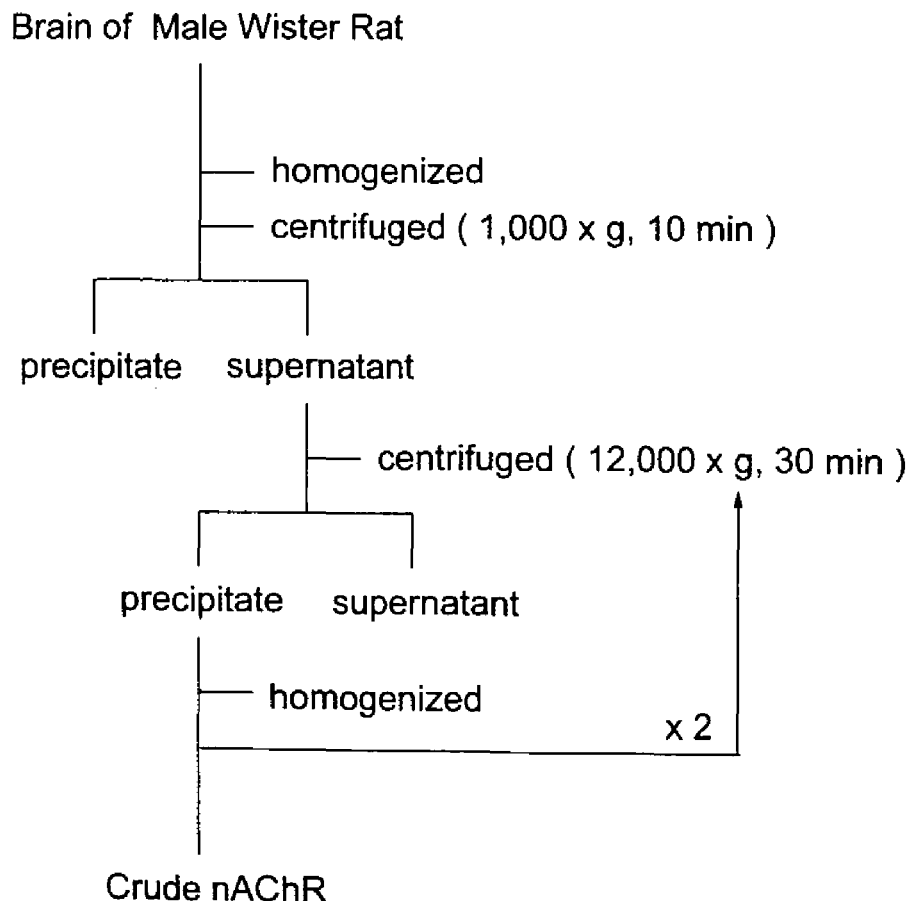 Brain of Male Wister Rat
homogenized
centrifuged ( 1,000 x g, 10 min )
precipitate supernatant
centrifuged ( 12,000 x g, 30 min )
precipitate supernatant
homogenized
x 2
Crude nAChR